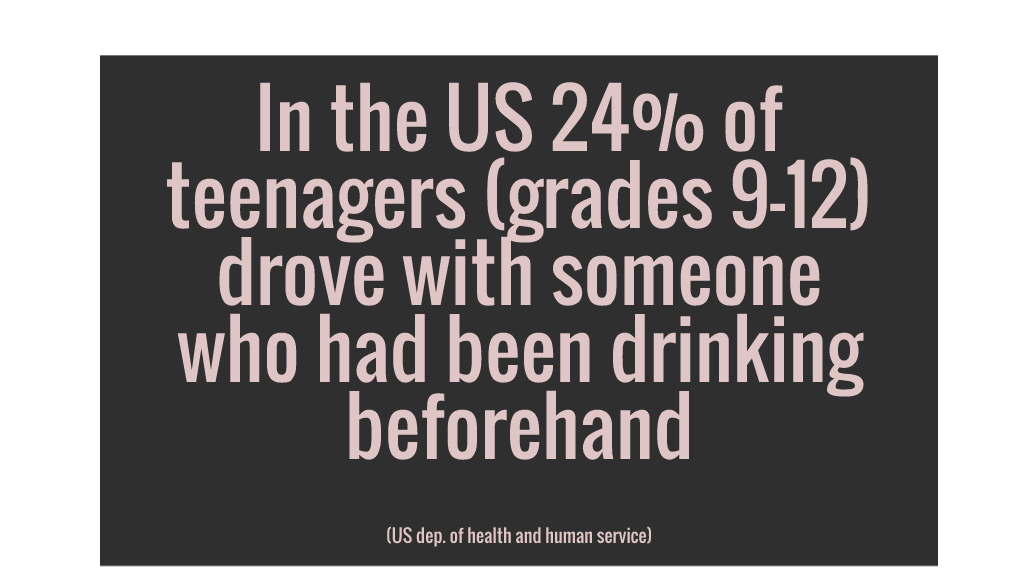 In the US 24% of
teenagers (grades 9-12)
drove with someone
who had been drinking
beforehand
(US dep. of health and human service)